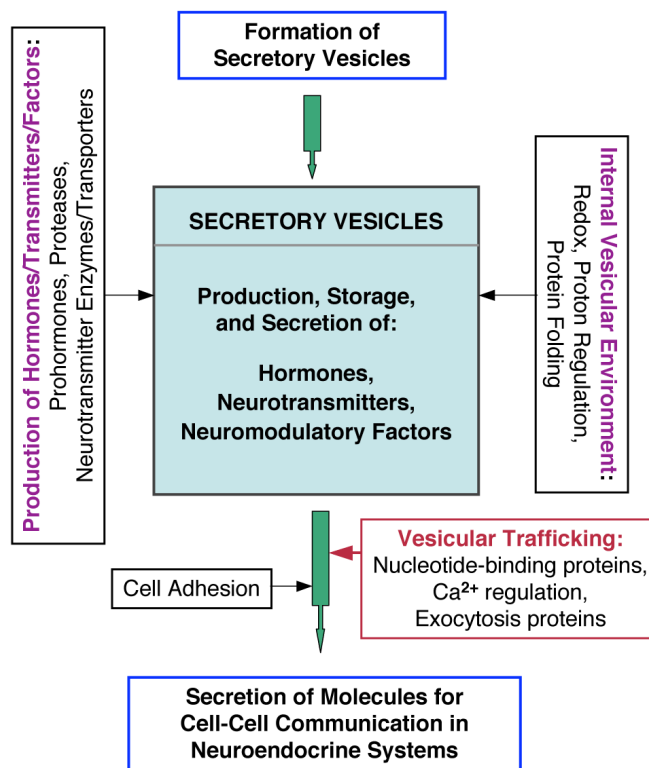 Formation of
Secretory Vesicles
Production of Hormones/Transmitters/Factors:
Prohormones, Proteases,
Neurotransmitter Enzymes/Transporters
SECRETORY VESICLES
Production, Storage,
and Secretion of:
Hormones,
Neurotransmitters,
Neuromodulatory Factors
Internal Vesicular Environment:
Redox, Proton Regulation,
Protein Folding
Vesicular Trafficking:
Nucleotide-binding proteins,
Ca²⁺ regulation,
Exocytosis proteins
Cell Adhesion
Secretion of Molecules for
Cell-Cell Communication in
Neuroendocrine Systems